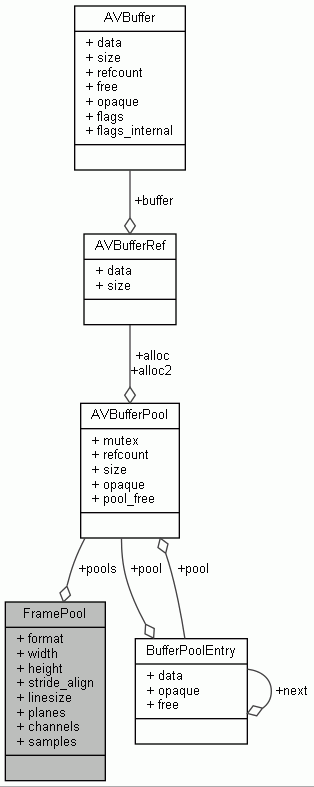 AVBuffer
+ data
+ size
+ refcount
+ free
+ opaque
+ flags
+ flags_internal
+buffer
AVBufferRef
+ data
+ size
+alloc
+alloc2
AVBufferPool
+ mutex
+ refcount
+ size
+ opaque
+ pool_free
+pools
+pool
+pool
FramePool
+ format
+ width
+ height
+ stride_align
+ linesize
+ planes
+ channels
+ samples
BufferPoolEntry
+ data
+ opaque
+ free
+next